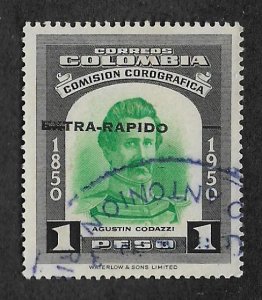 CORREOS
COLOMBIA
COMISION COROGRAFICA
EXTRA-RAPIDO
1850 1950
AGUSTIN CODAZZI
1 PESO 1
WATERLOW & SONS LIMITED